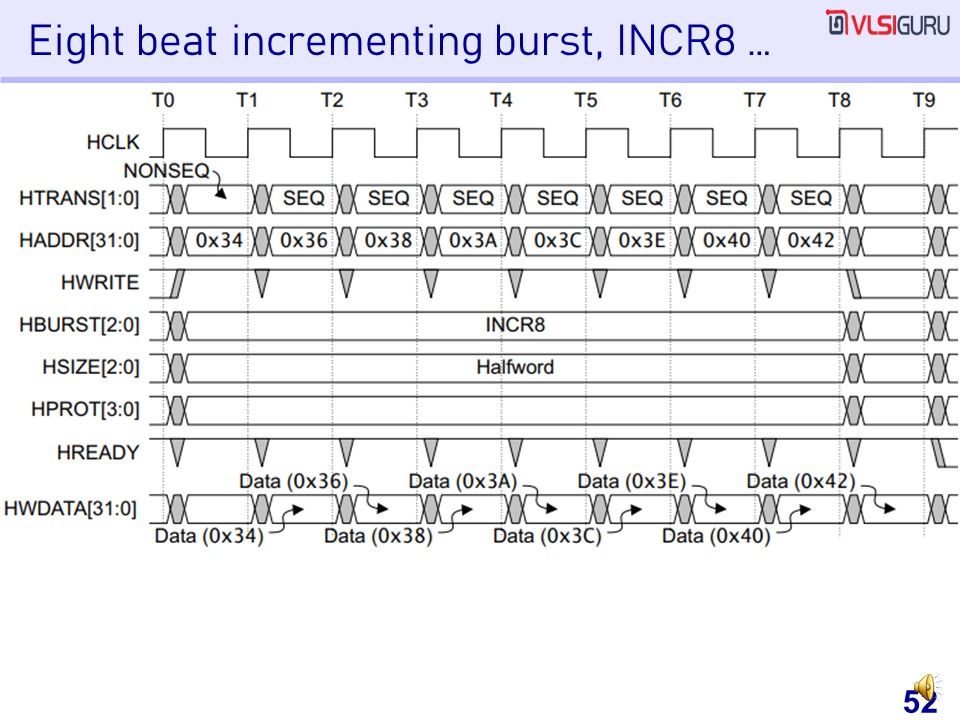 Eight beat incrementing burst, INCR8 ...
VLSIGURU
T0 T1 T2 T3 T4 T5 T6 T7 T8 T9
HCLK
NONSEQ
HTRANS[1:0] SEQ SEQ SEQ SEQ SEQ SEQ SEQ
HADDR[31:0] 0x34 0x36 0x38 0x3A 0x3C 0x3E 0x40 0x42
HWRITE
HBURST[2:0] INCR8
HSIZE[2:0] Halfword
HPROT[3:0]
HREADY
Data (0x36) Data (0x3A) Data (0x3E) Data (0x42)
HWDATA[31:0]
Data (0x34) Data (0x38) Data (0x3C) Data (0x40)
52